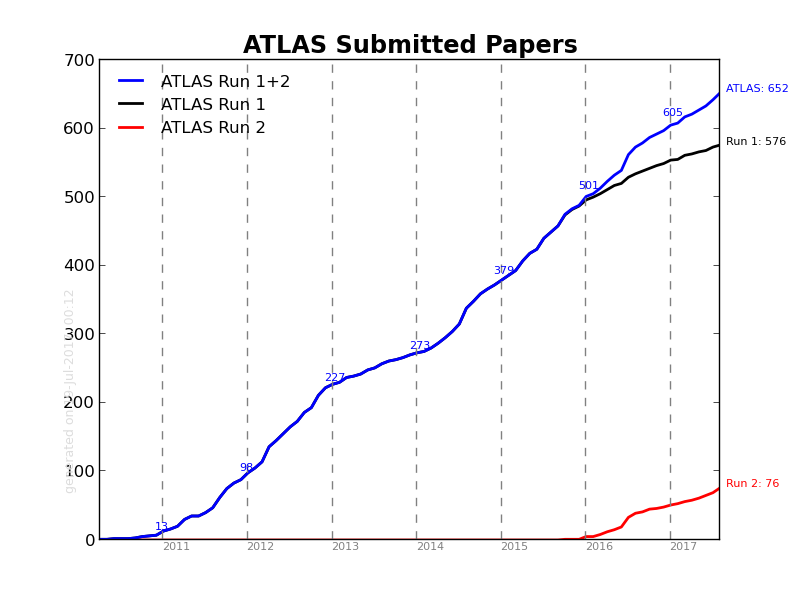 ATLAS Submitted Papers
700
600
500
400
300
200
100
0
ATLAS Run 1+2
ATLAS Run 1
ATLAS Run 2
ATLAS: 652
Run 1: 576
Run 2: 76
13
98
227
273
379
501
605
2011
2012
2013
2014
2015
2016
2017
generated on